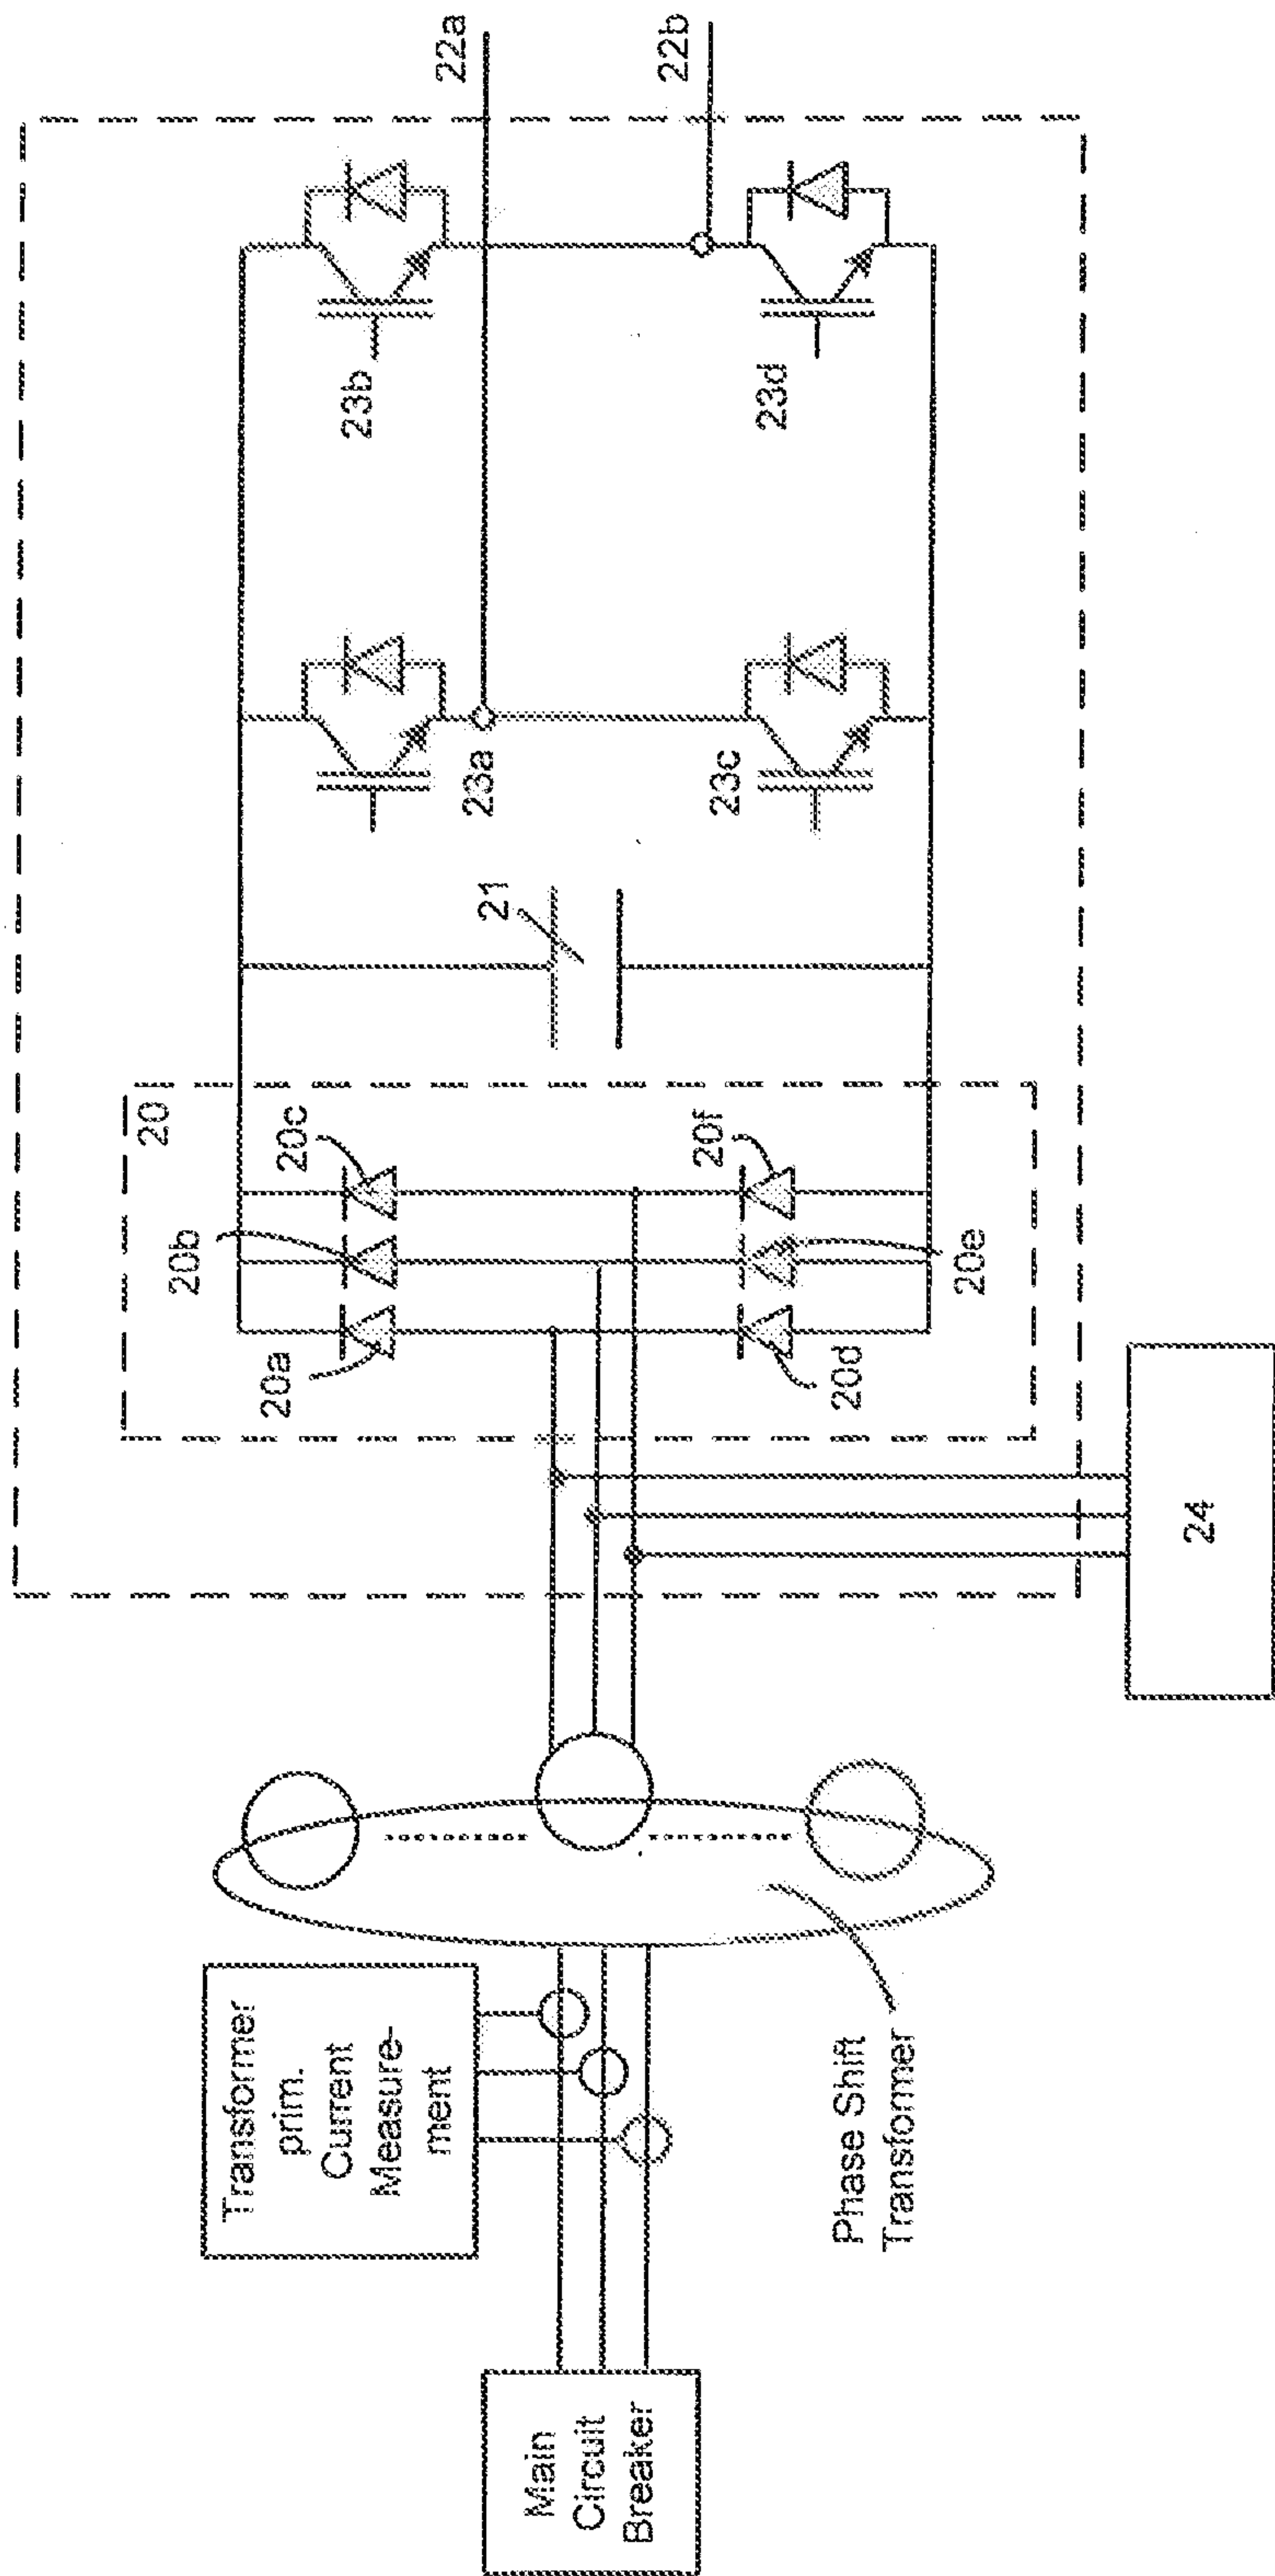 Main
Circuit
Breaker
Transformer
prim.
Current
Measure-
ment
Phase Shift
Transformer
24
20
20a
20b
20c
20d
20e
20f
21
23a
23b
23c
23d
22a
22b